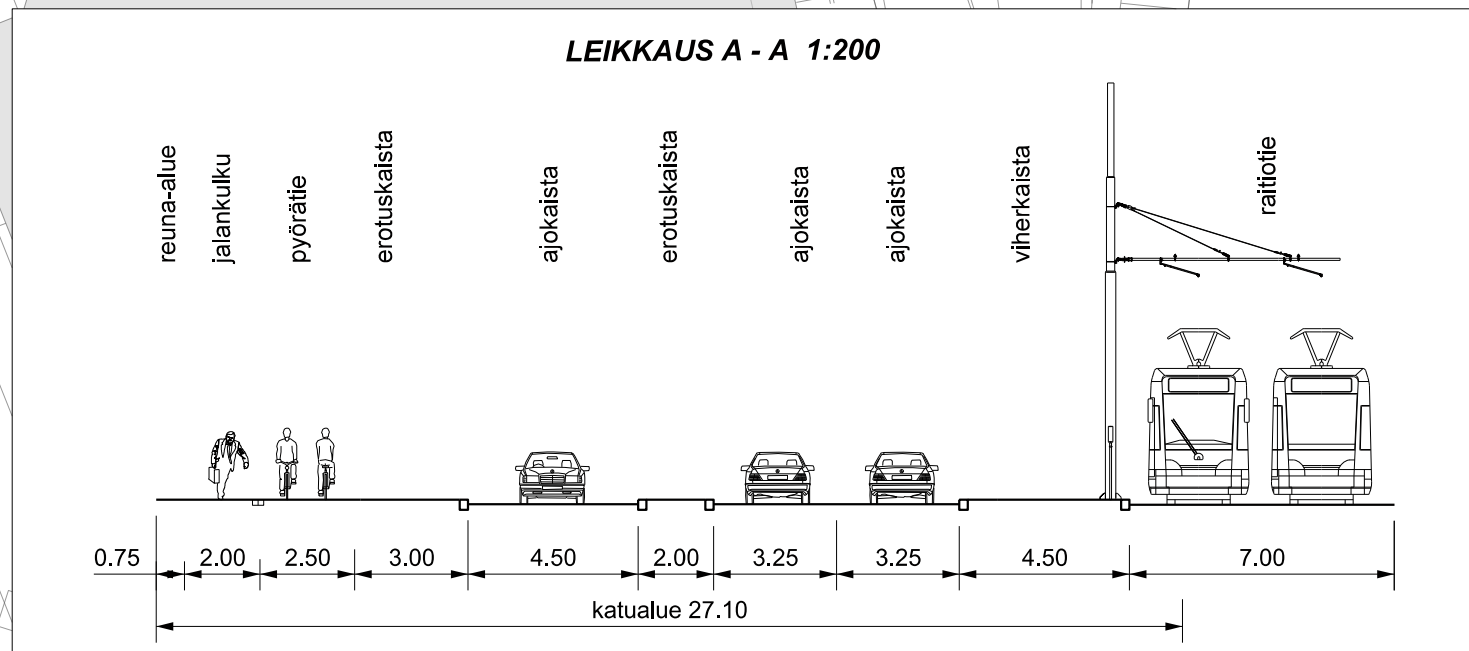 LEIKKAUS A - A 1:200
reuna-alue
jalankulku
pyörätie
erotuskaista
ajokaista
erotuskaista
ajokaista
ajokaista
viherkaista
raitiotie
0.75 2.00 2.50 3.00 4.50 2.00 3.25 3.25 4.50 7.00
katualue 27.10